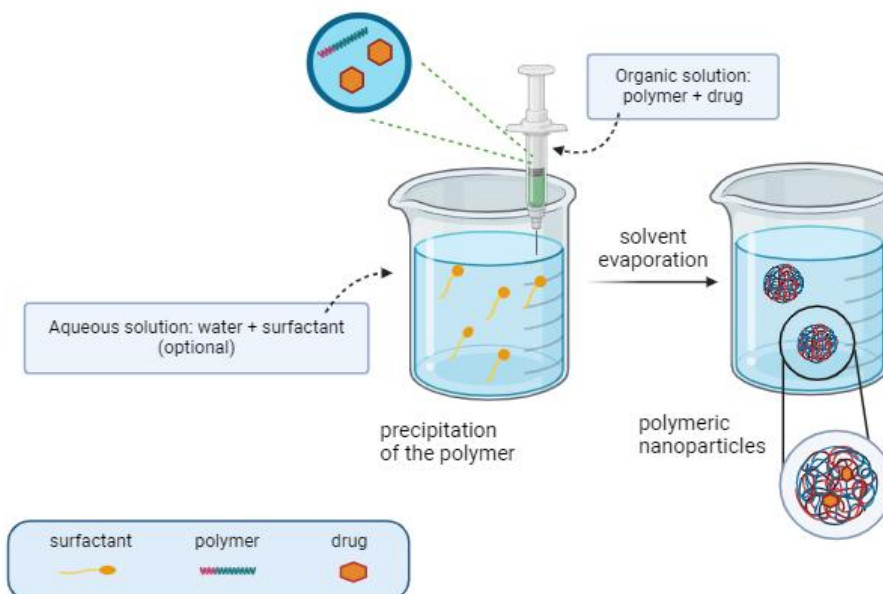 Organic solution:
polymer + drug
solvent
evaporation
Aqueous solution: water + surfactant
(optional)
precipitation
of the polymer
polymeric
nanoparticles
surfactant
polymer
drug